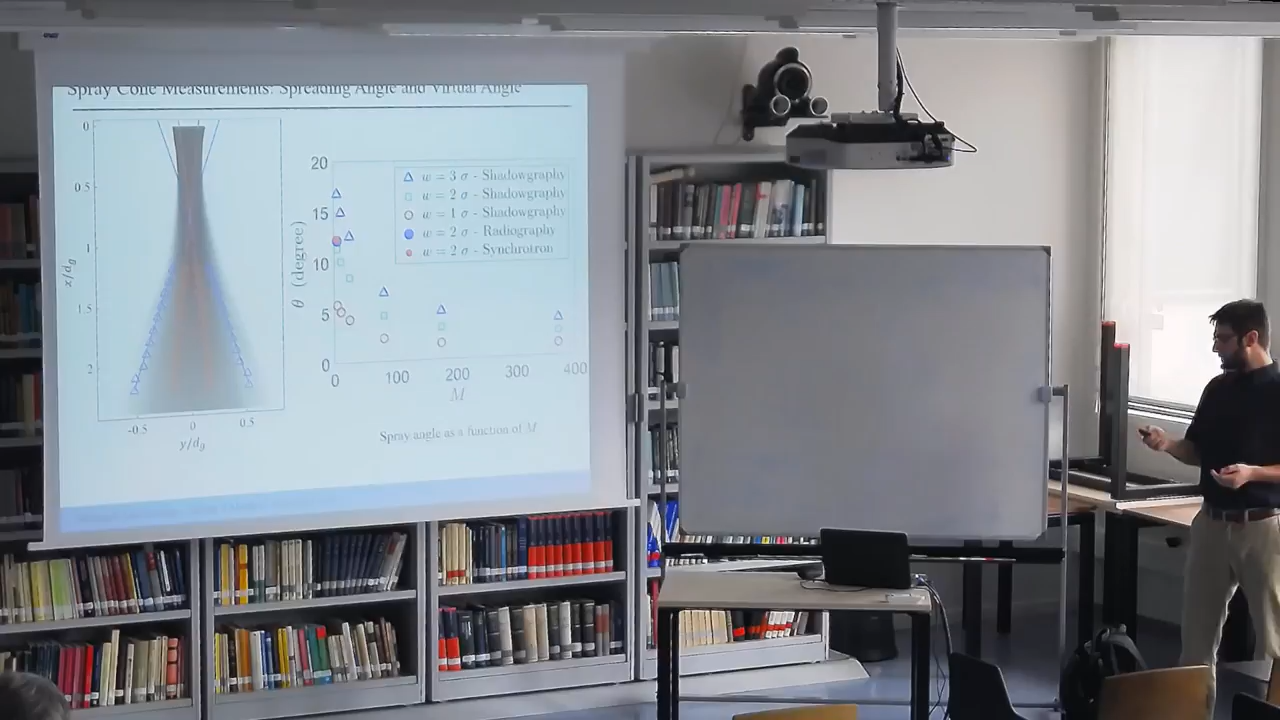 Spray Cone Measurements: Spreading Angle and Virtual Angle
0
0.5
1
1.5
2
x/d_g
-0.5 0 0.5
y/d_g
20
15
10
5
0
θ (degree)
0 100 200 300 400
M
w = 3 σ - Shadowgraphy
w = 2 σ - Shadowgraphy
w = 1 σ - Shadowgraphy
w = 2 σ - Radiography
w = 2 σ - Synchrotron
Spray angle as a function of M